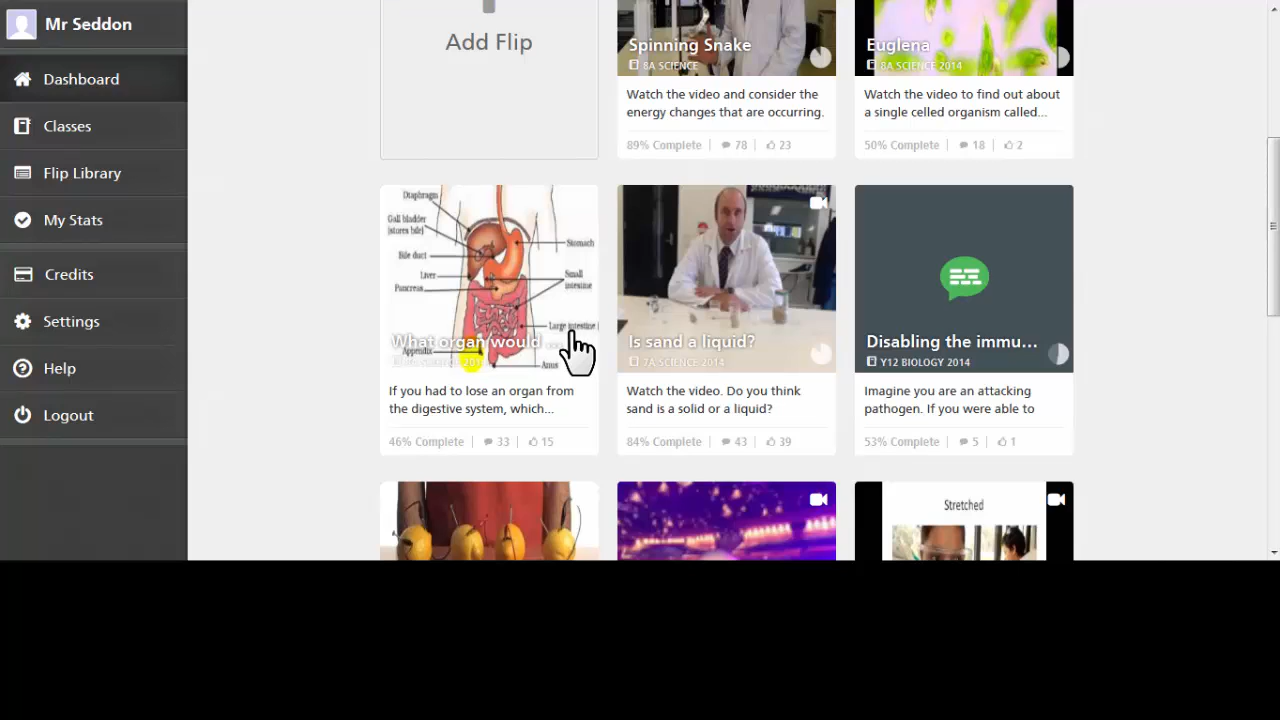 Mr Seddon
Dashboard
Classes
Flip Library
My Stats
Credits
Settings
Help
Logout
Add Flip
Spinning Snake
8A SCIENCE
Watch the video and consider the
energy changes that are occurring.
89% Complete | 78 | 23
Euglena
8A SCIENCE 2014
Watch the video to find out about
a single celled organism called...
50% Complete | 18 | 2
Diaphragm
Gall bladder
(stores bile)
Bile duct
Liver
Pancreas
Appendix
Stomach
Small
intestine
Large intestine
Anus
What organ would ...
If you had to lose an organ from
the digestive system, which...
46% Complete | 33 | 15
Is sand a liquid?
7A SCIENCE 2014
Watch the video. Do you think
sand is a solid or a liquid?
84% Complete | 43 | 39
Disabling the immu...
Y12 BIOLOGY 2014
Imagine you are an attacking
pathogen. If you were able to
53% Complete | 5 | 1
Stretched